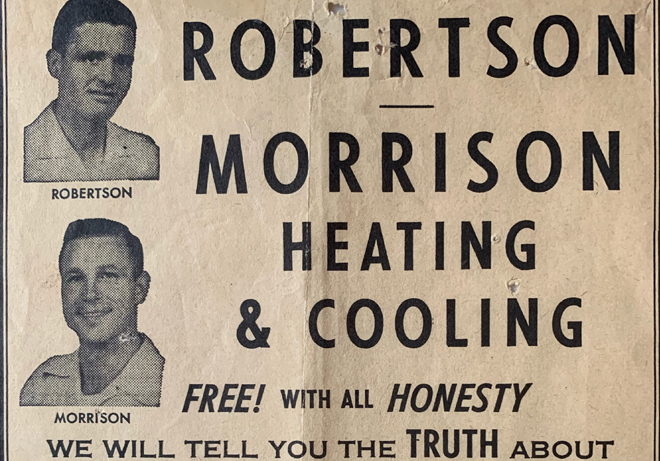 ROBERTSON
MORRISON
HEATING
& COOLING
ROBERTSON
MORRISON
FREE! WITH ALL HONESTY
WE WILL TELL YOU THE TRUTH ABOUT